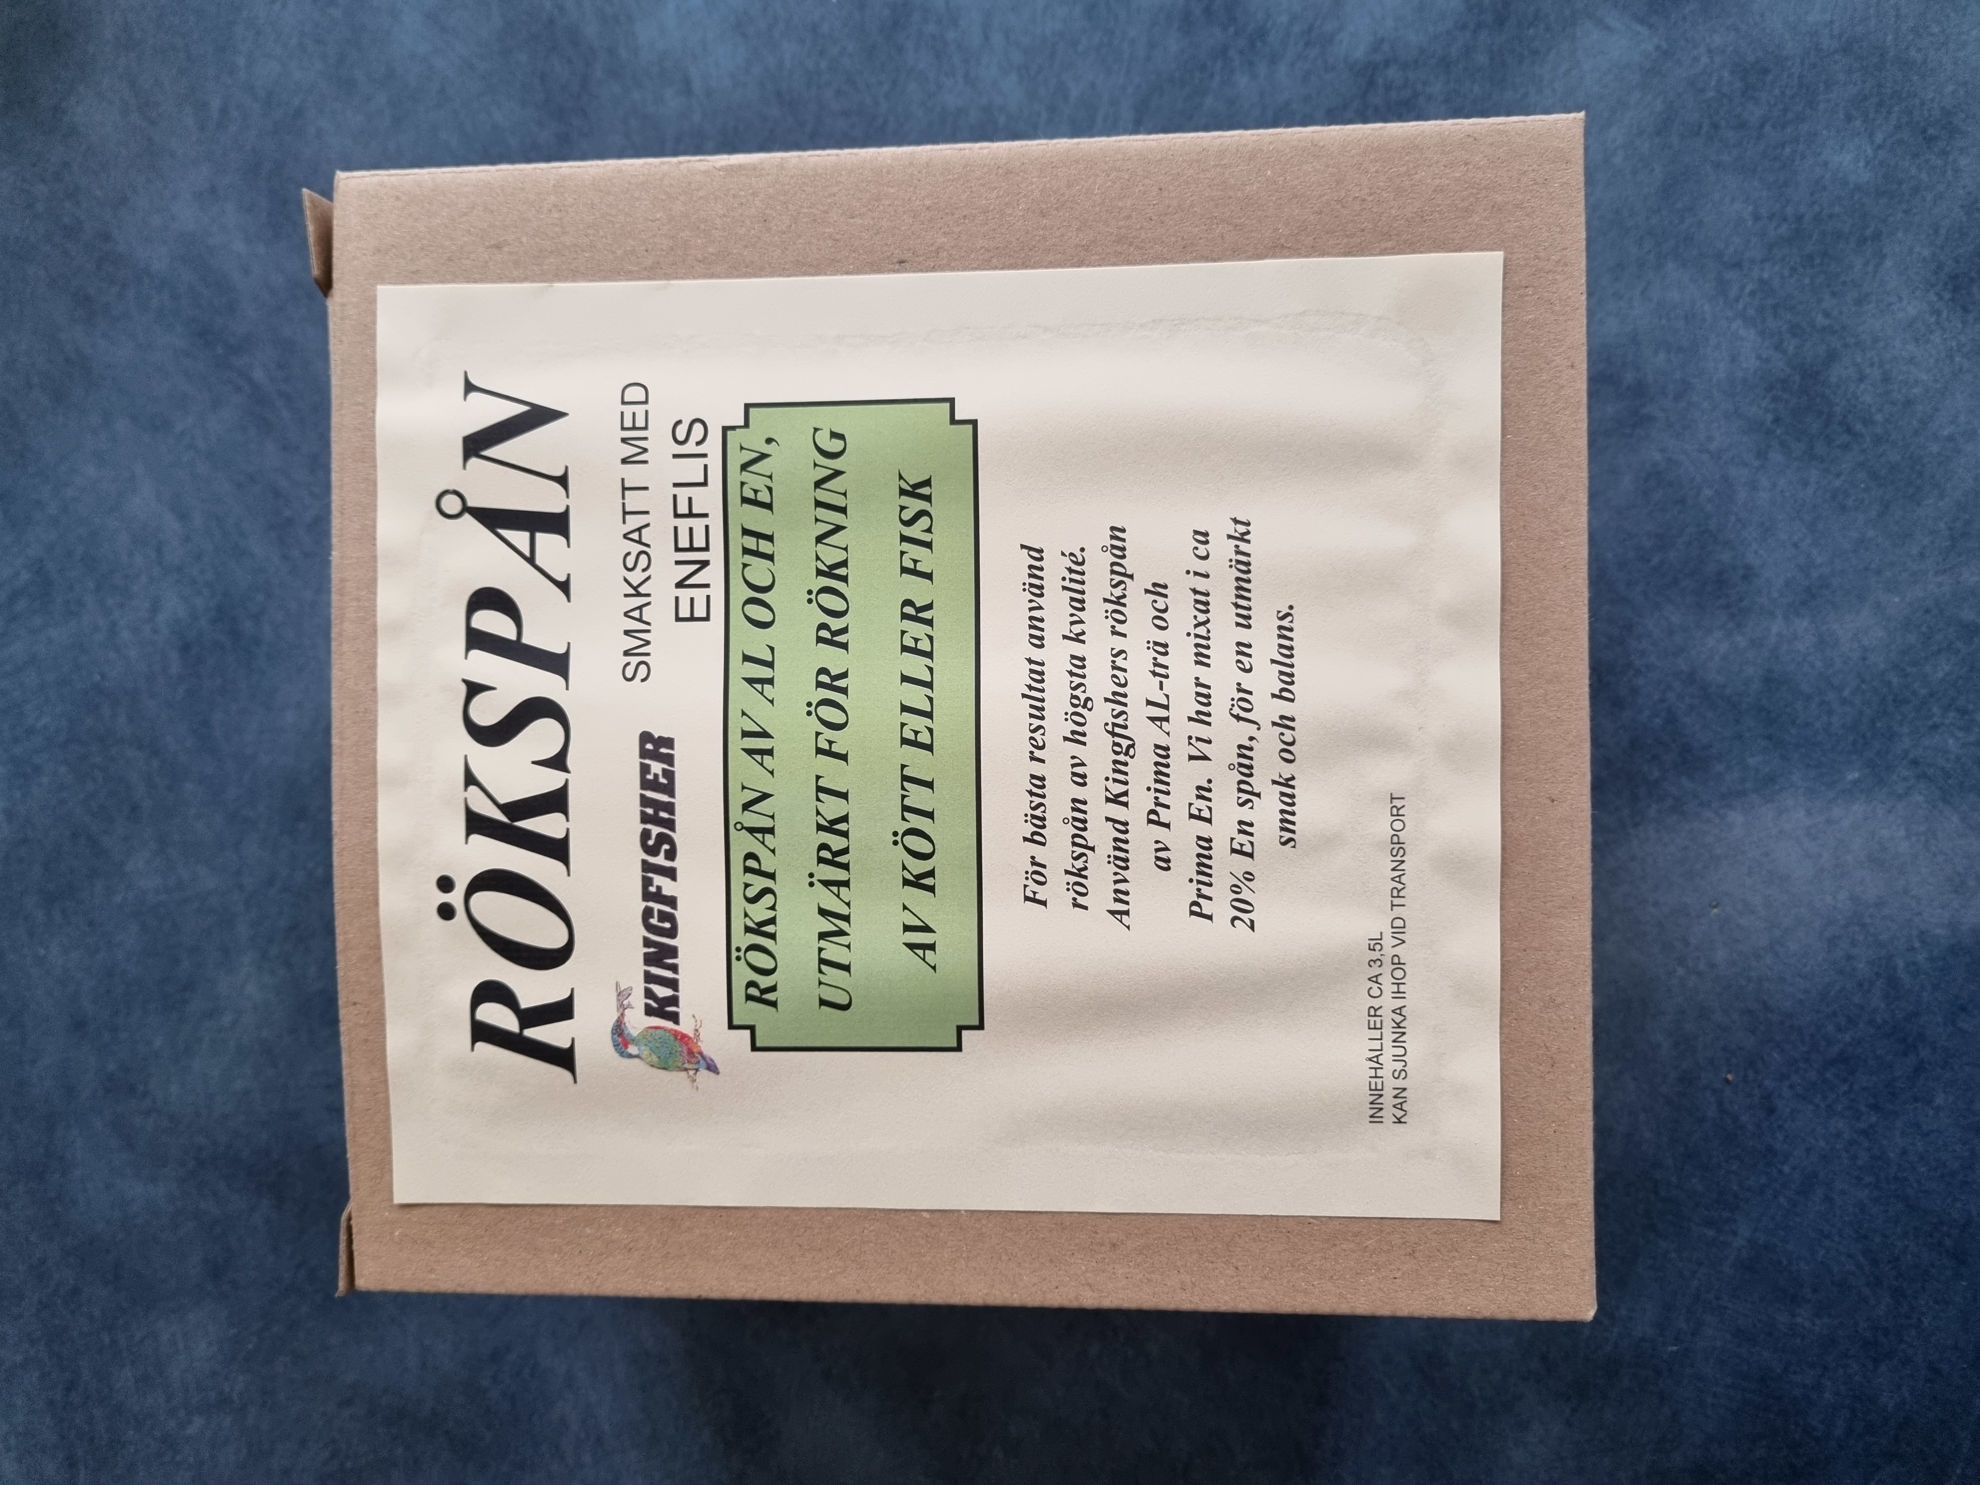 RÖKSPÅN
KINGFISHER
SMAKSATT MED
ENEFLIS
RÖKSPÅN AV AL OCH EN,
UTMÄRKT FÖR RÖKNING
AV KÖTT ELLER FISK
För bästa resultat använd
rökspån av högsta kvalité.
Använd Kingfishers rökspån
av Prima AL-trä och
Prima En. Vi har mixat i ca
20% En spån, för en utmärkt
smak och balans.
INNEHÅLLER CA 3,5L
KAN SJUNKA IHOP VID TRANSPORT